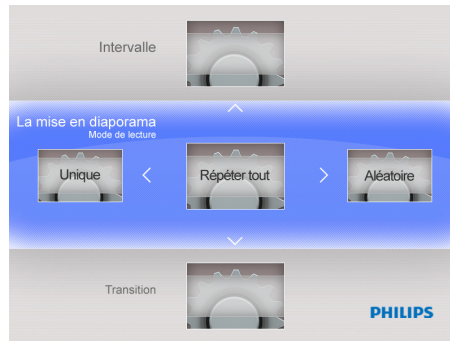 Intervalle
La mise en diaporama
Mode de lecture
Unique
Répéter tout
Aléatoire
Transition
PHILIPS